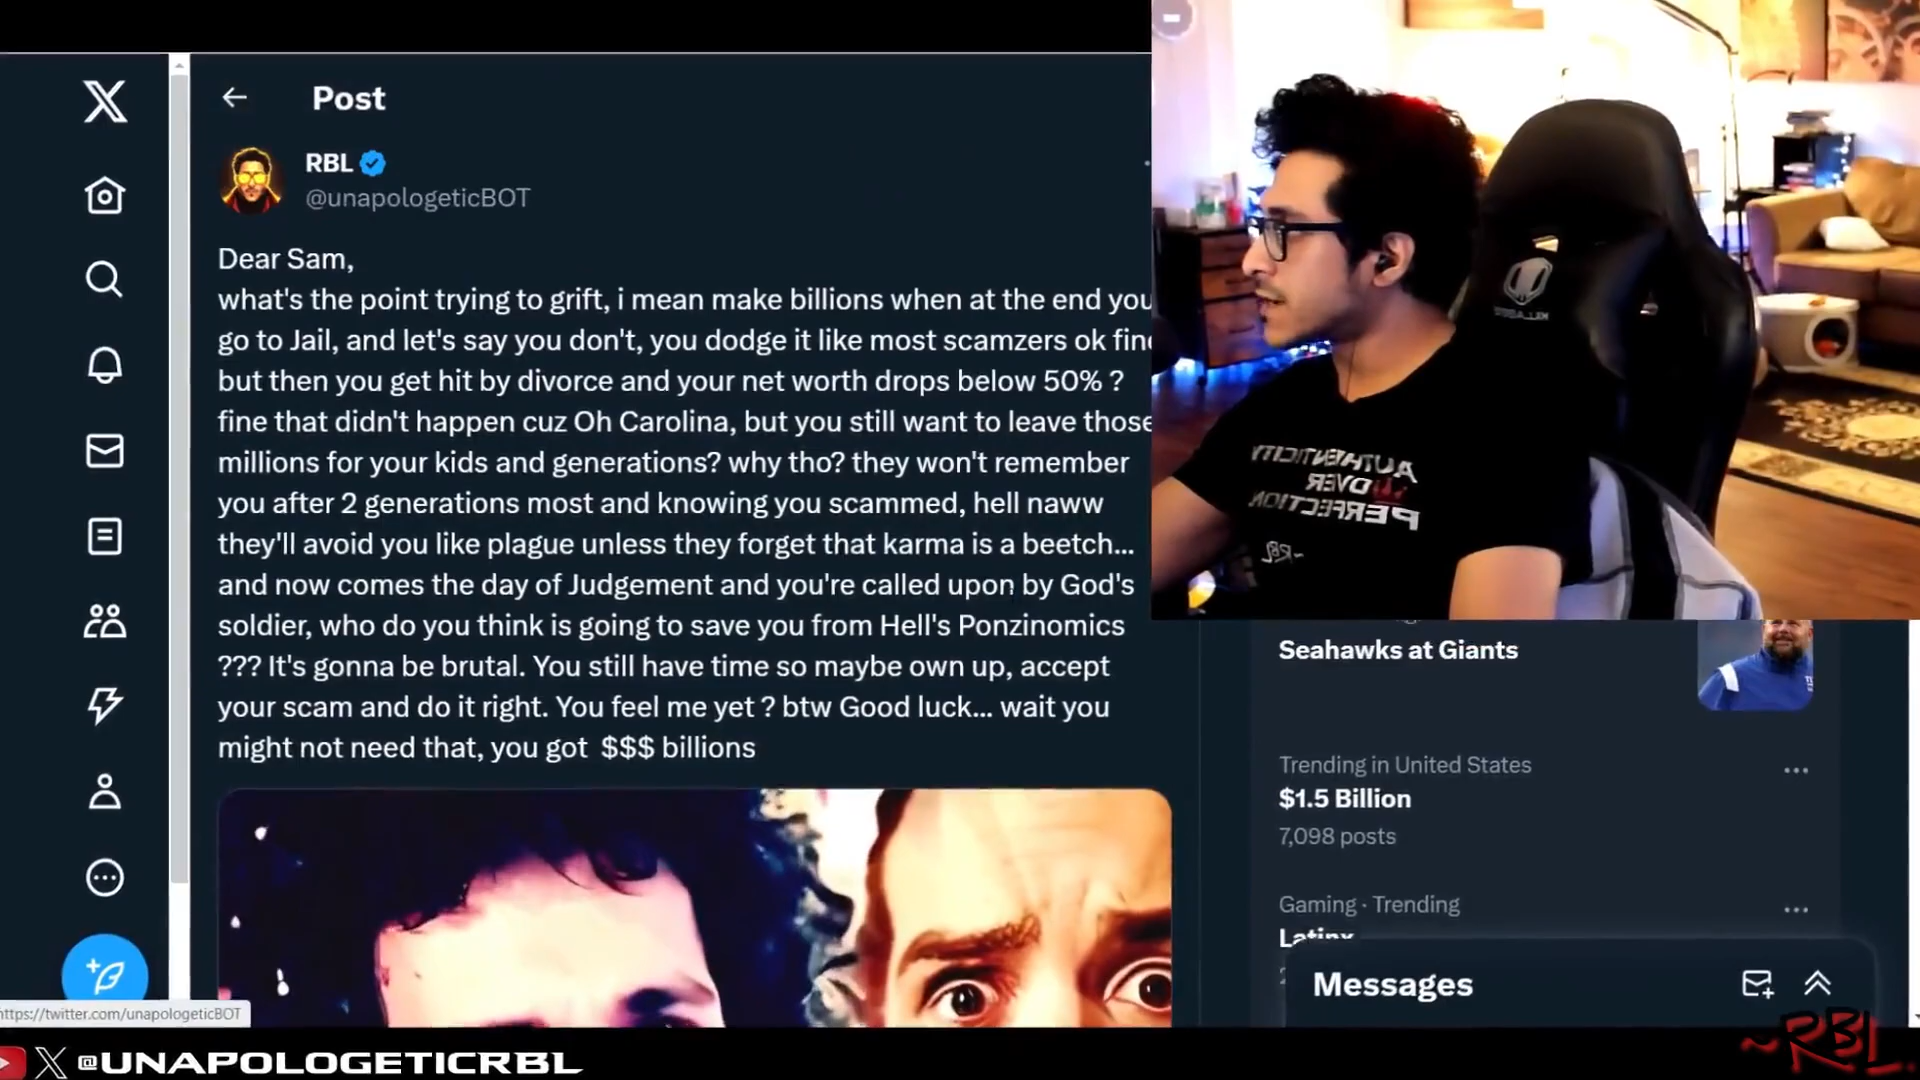 Post
RBL
@unapologeticBOT
Dear Sam,
what's the point trying to grift, i mean make billions when at the end you
go to Jail, and let's say you don't, you dodge it like most scamzers ok fine
but then you get hit by divorce and your net worth drops below 50% ?
fine that didn't happen cuz Oh Carolina, but you still want to leave those
millions for your kids and generations? why tho? they won't remember
you after 2 generations most and knowing you scammed, hell naww
they'll avoid you like plague unless they forget that karma is a beetch...
and now comes the day of Judgement and you're called upon by God's
soldier, who do you think is going to save you from Hell's Ponzinomics
??? It's gonna be brutal. You still have time so maybe own up, accept
your scam and do it right. You feel me yet ? btw Good luck... wait you
might not need that, you got $$$ billions
AUTHENTICITY
OVER
PERFECTION
~RBL
Seahawks at Giants
Trending in United States
$1.5 Billion
7,098 posts
Gaming · Trending
Latinx
Messages
https://twitter.com/unapologeticBOT
@UNAPOLOGETICRBL
~RBL.